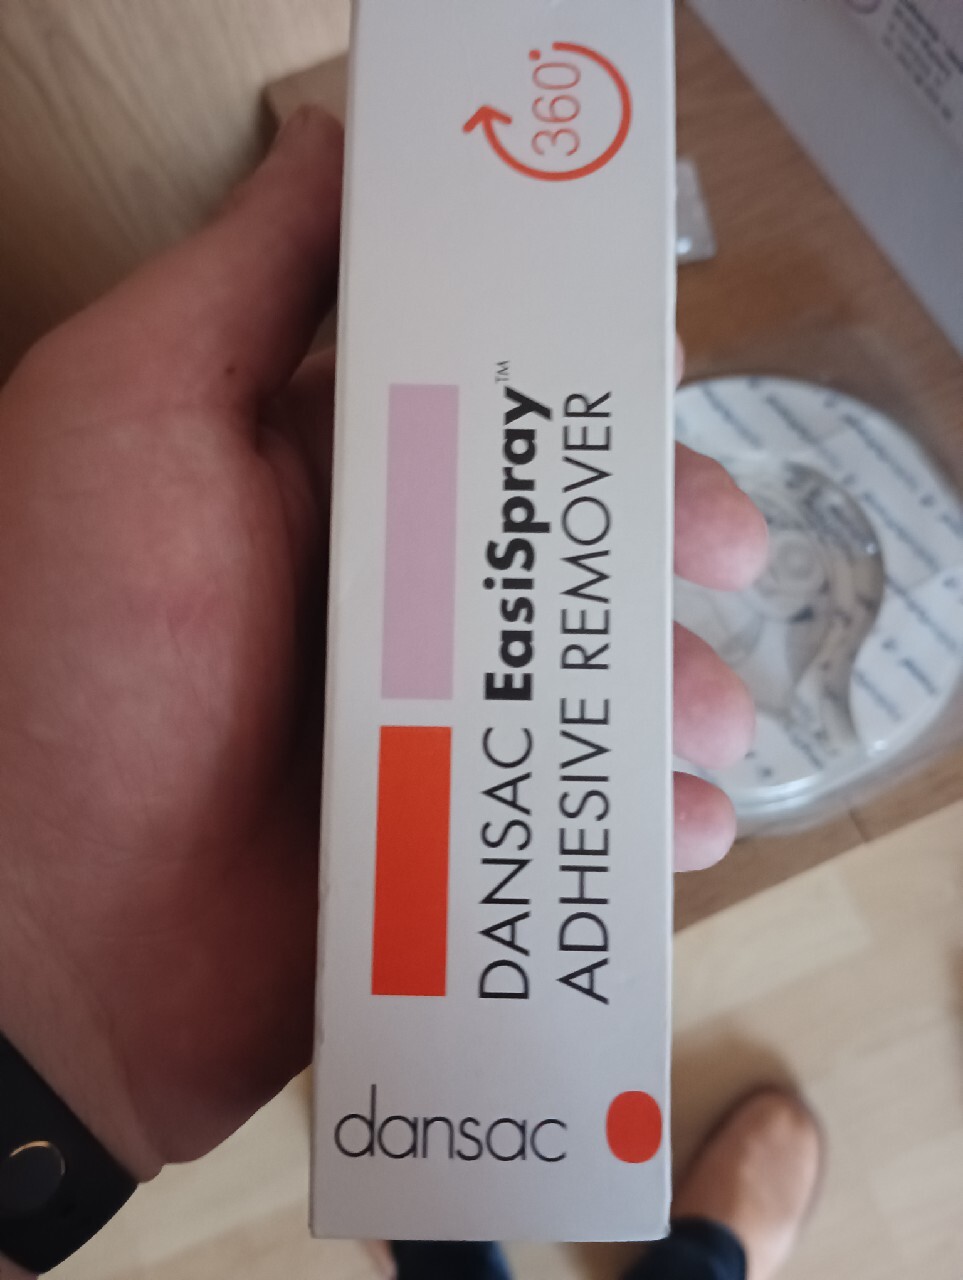 360°
DANSAC EasiSpray™
ADHESIVE REMOVER
dansac